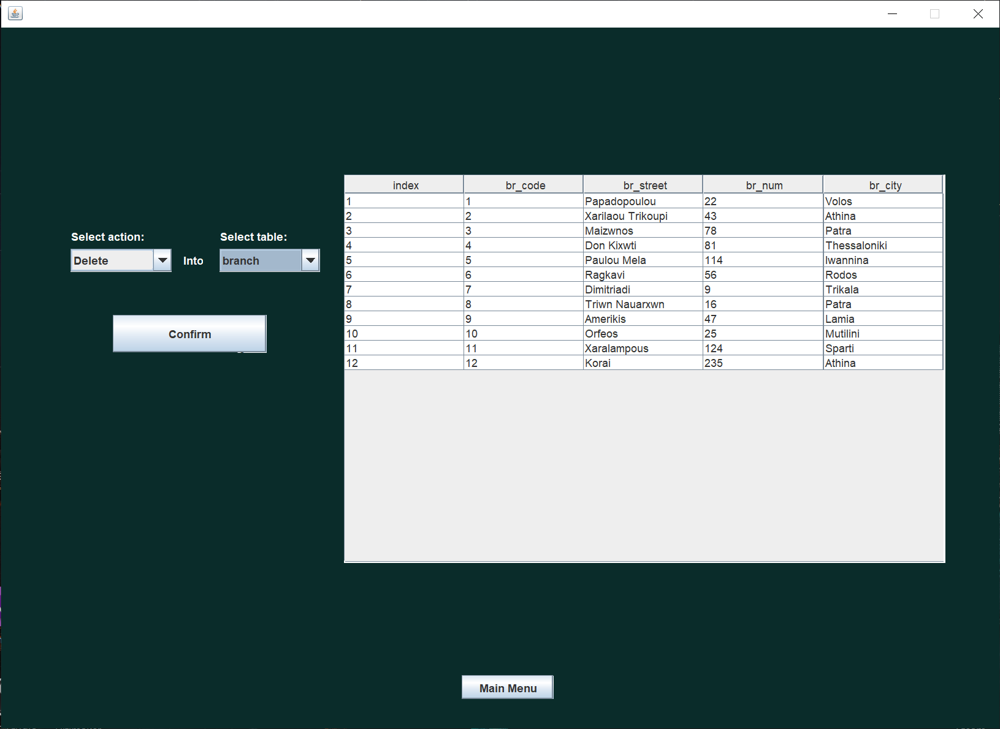 index br_code br_street br_num br_city
1 1 Papadopoulou 22 Volos
2 2 Xarilaou Trikoupi 43 Athina
3 3 Maizwnos 78 Patra
Select action: Select table:
4 4 Don Kixwti 81 Thessaloniki
Delete Into branch
5 5 Paulou Mela 114 Iwannina
6 6 Ragkavi 56 Rodos
7 7 Dimitriadi 9 Trikala
8 8 Triwn Nauarxwn 16 Patra
9 9 Amerikis 47 Lamia
Confirm
10 10 Orfeos 25 Mutilini
11 11 Xaralampous 124 Sparti
12 12 Korai 235 Athina
Main Menu